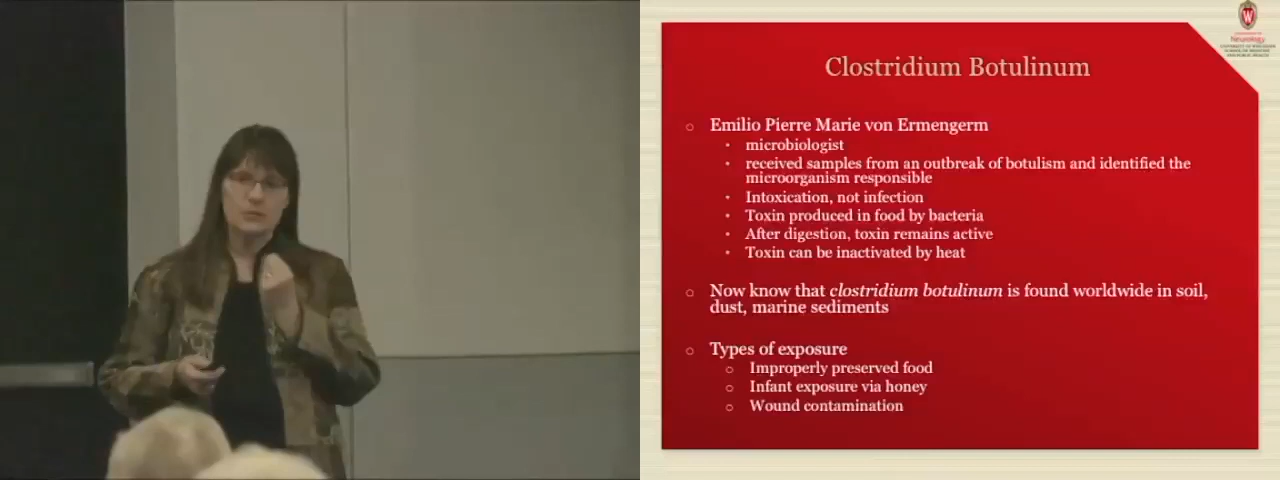 W
Neurology
Clostridium Botulinum
Emilio Pierre Marie von Ermengerm
microbiologist
received samples from an outbreak of botulism and identified the
microorganism responsible
Intoxication, not infection
Toxin produced in food by bacteria
After digestion, toxin remains active
Toxin can be inactivated by heat
Now know that clostridium botulinum is found worldwide in soil,
dust, marine sediments
Types of exposure
Improperly preserved food
Infant exposure via honey
Wound contamination